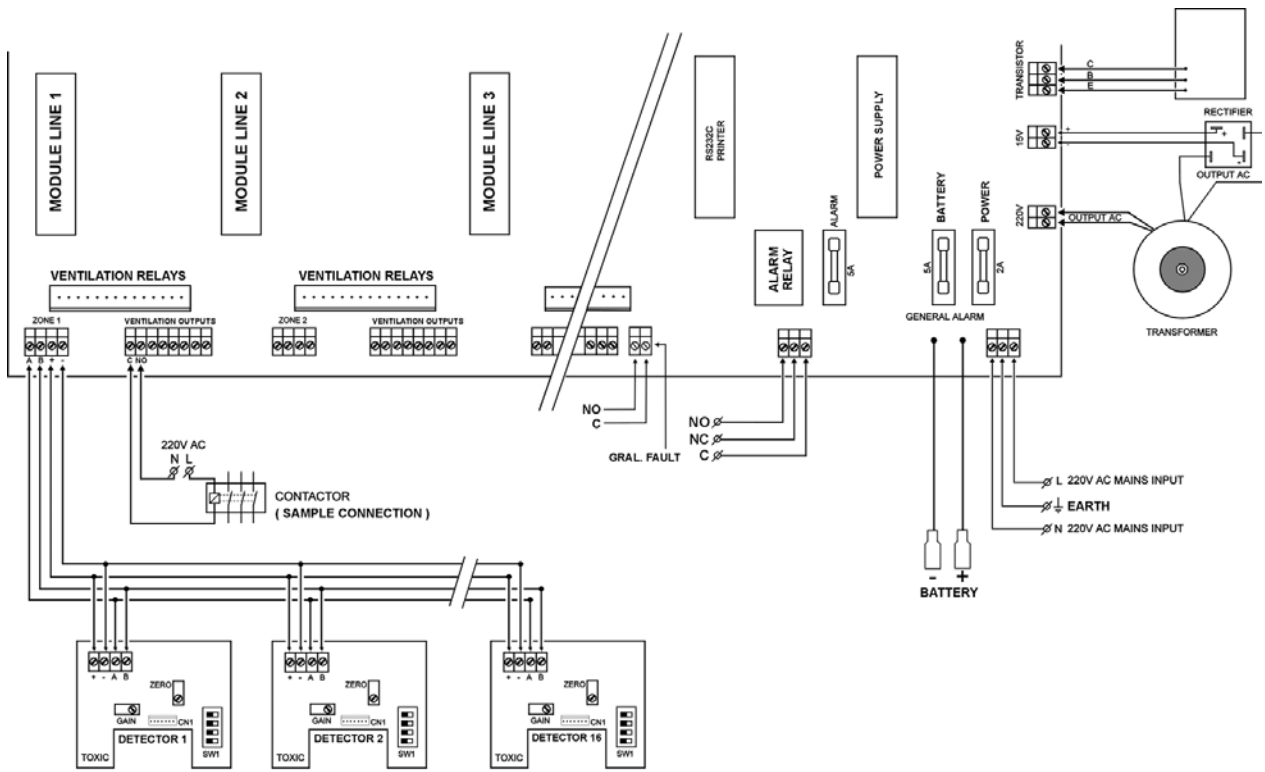 MODULE LINE 1
MODULE LINE 2
MODULE LINE 3
RS232C
PRINTER
POWER SUPPLY
TRANSISTOR
C
B
E
RECTIFIER
15V
+
-
+
-
OUTPUT AC
220V
OUTPUT AC
TRANSFORMER
ALARM
RELAY
ALARM
5A
BATTERY
5A
POWER
2A
GENERAL ALARM
VENTILATION RELAYS
VENTILATION RELAYS
ZONE 1
VENTILATION OUTPUTS
ZONE 2
VENTILATION OUTPUTS
A B + -
C NO
NO
C
GRAL. FAULT
NO
NC
C
220V AC
N L
CONTACTOR
( SAMPLE CONNECTION )
L 220V AC MAINS INPUT
EARTH
N 220V AC MAINS INPUT
- +
BATTERY
+ - A B
ZERO
GAIN
CN1
DETECTOR 1
TOXIC
SW1
+ - A B
ZERO
GAIN
CN1
DETECTOR 2
TOXIC
SW1
+ - A B
ZERO
GAIN
CN1
DETECTOR 16
TOXIC
SW1